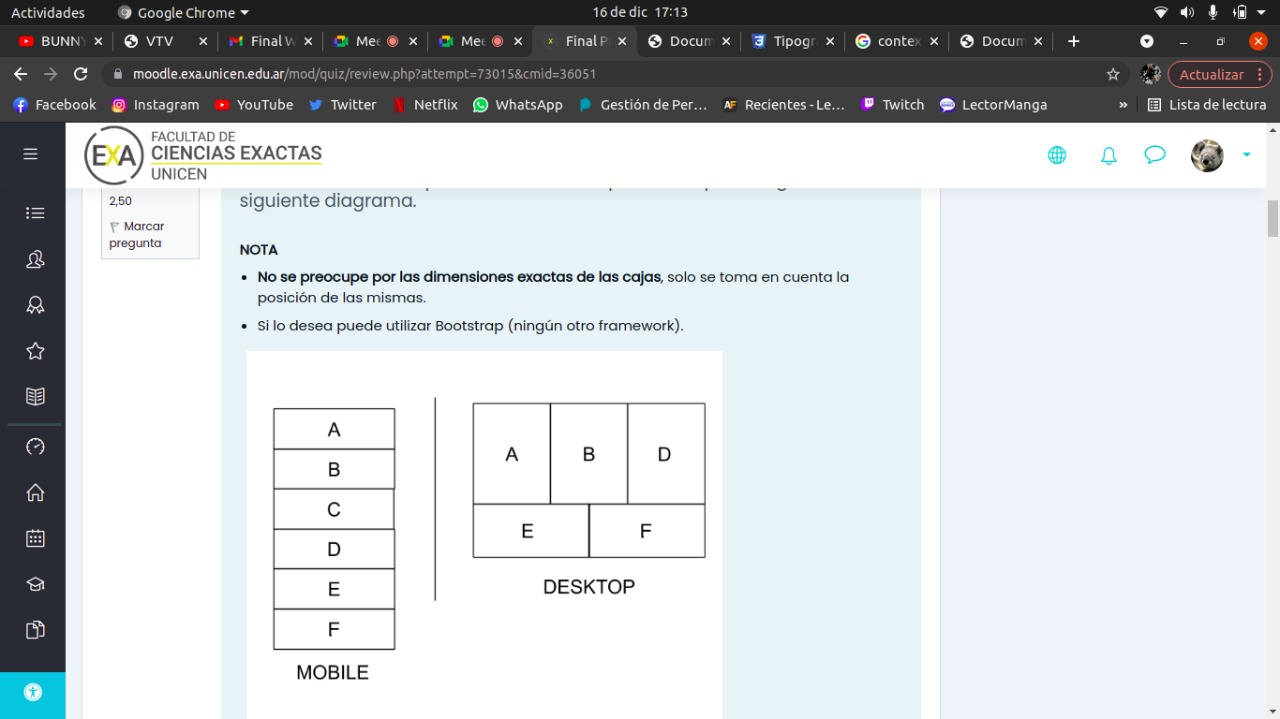 Actividades Google Chrome 16 de dic 17:13
BUNNY VTV Final W Mee Mee Final P Docum Tipogr contex Docum
moodle.exa.unicen.edu.ar/mod/quiz/review.php?attempt=73015&cmid=36051 Actualizar
Facebook Instagram YouTube Twitter Netflix WhatsApp Gestión de Per... Recientes - Le... Twitch LectorManga » Lista de lectura
EXA FACULTAD DE
CIENCIAS EXACTAS
UNICEN
2,50
Marcar
pregunta
siguiente diagrama.
NOTA
• No se preocupe por las dimensiones exactas de las cajas, solo se toma en cuenta la
posición de las mismas.
• Si lo desea puede utilizar Bootstrap (ningún otro framework).
A
B
C
D
E
F
MOBILE
A B D
E F
DESKTOP